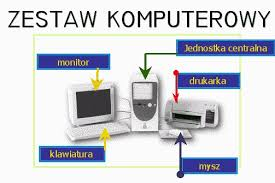 ZESTAW KOMPUTEROWY
Jednostka centralna
monitor
drukarka
klawiatura
mysz